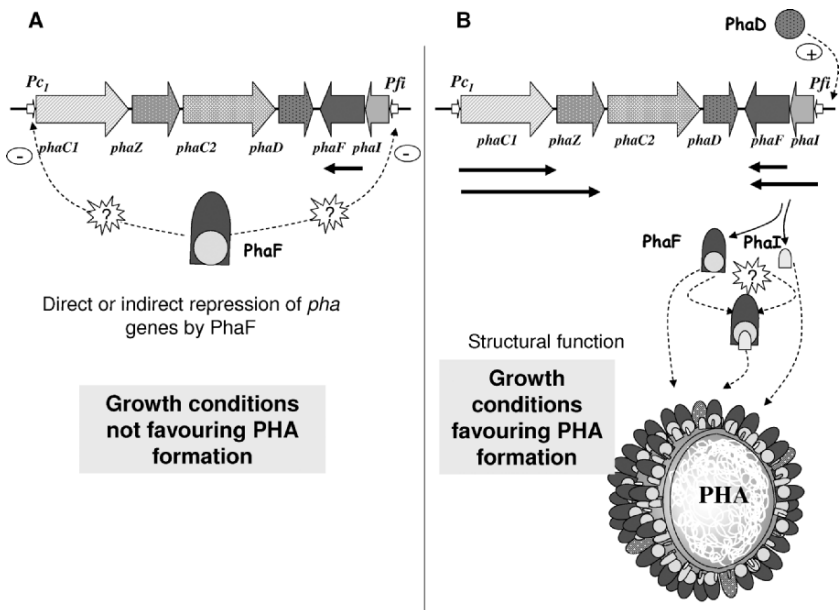 A
Pc1
Pfi
phaC1 phaZ phaC2 phaD phaF phaI
-
-
?
?
PhaF
Direct or indirect repression of pha
genes by PhaF
Growth conditions
not favouring PHA
formation
B
PhaD
+
Pc1
Pfi
phaC1 phaZ phaC2 phaD phaF phaI
PhaF
PhaI
?
Structural function
Growth
conditions
favouring PHA
formation
PHA